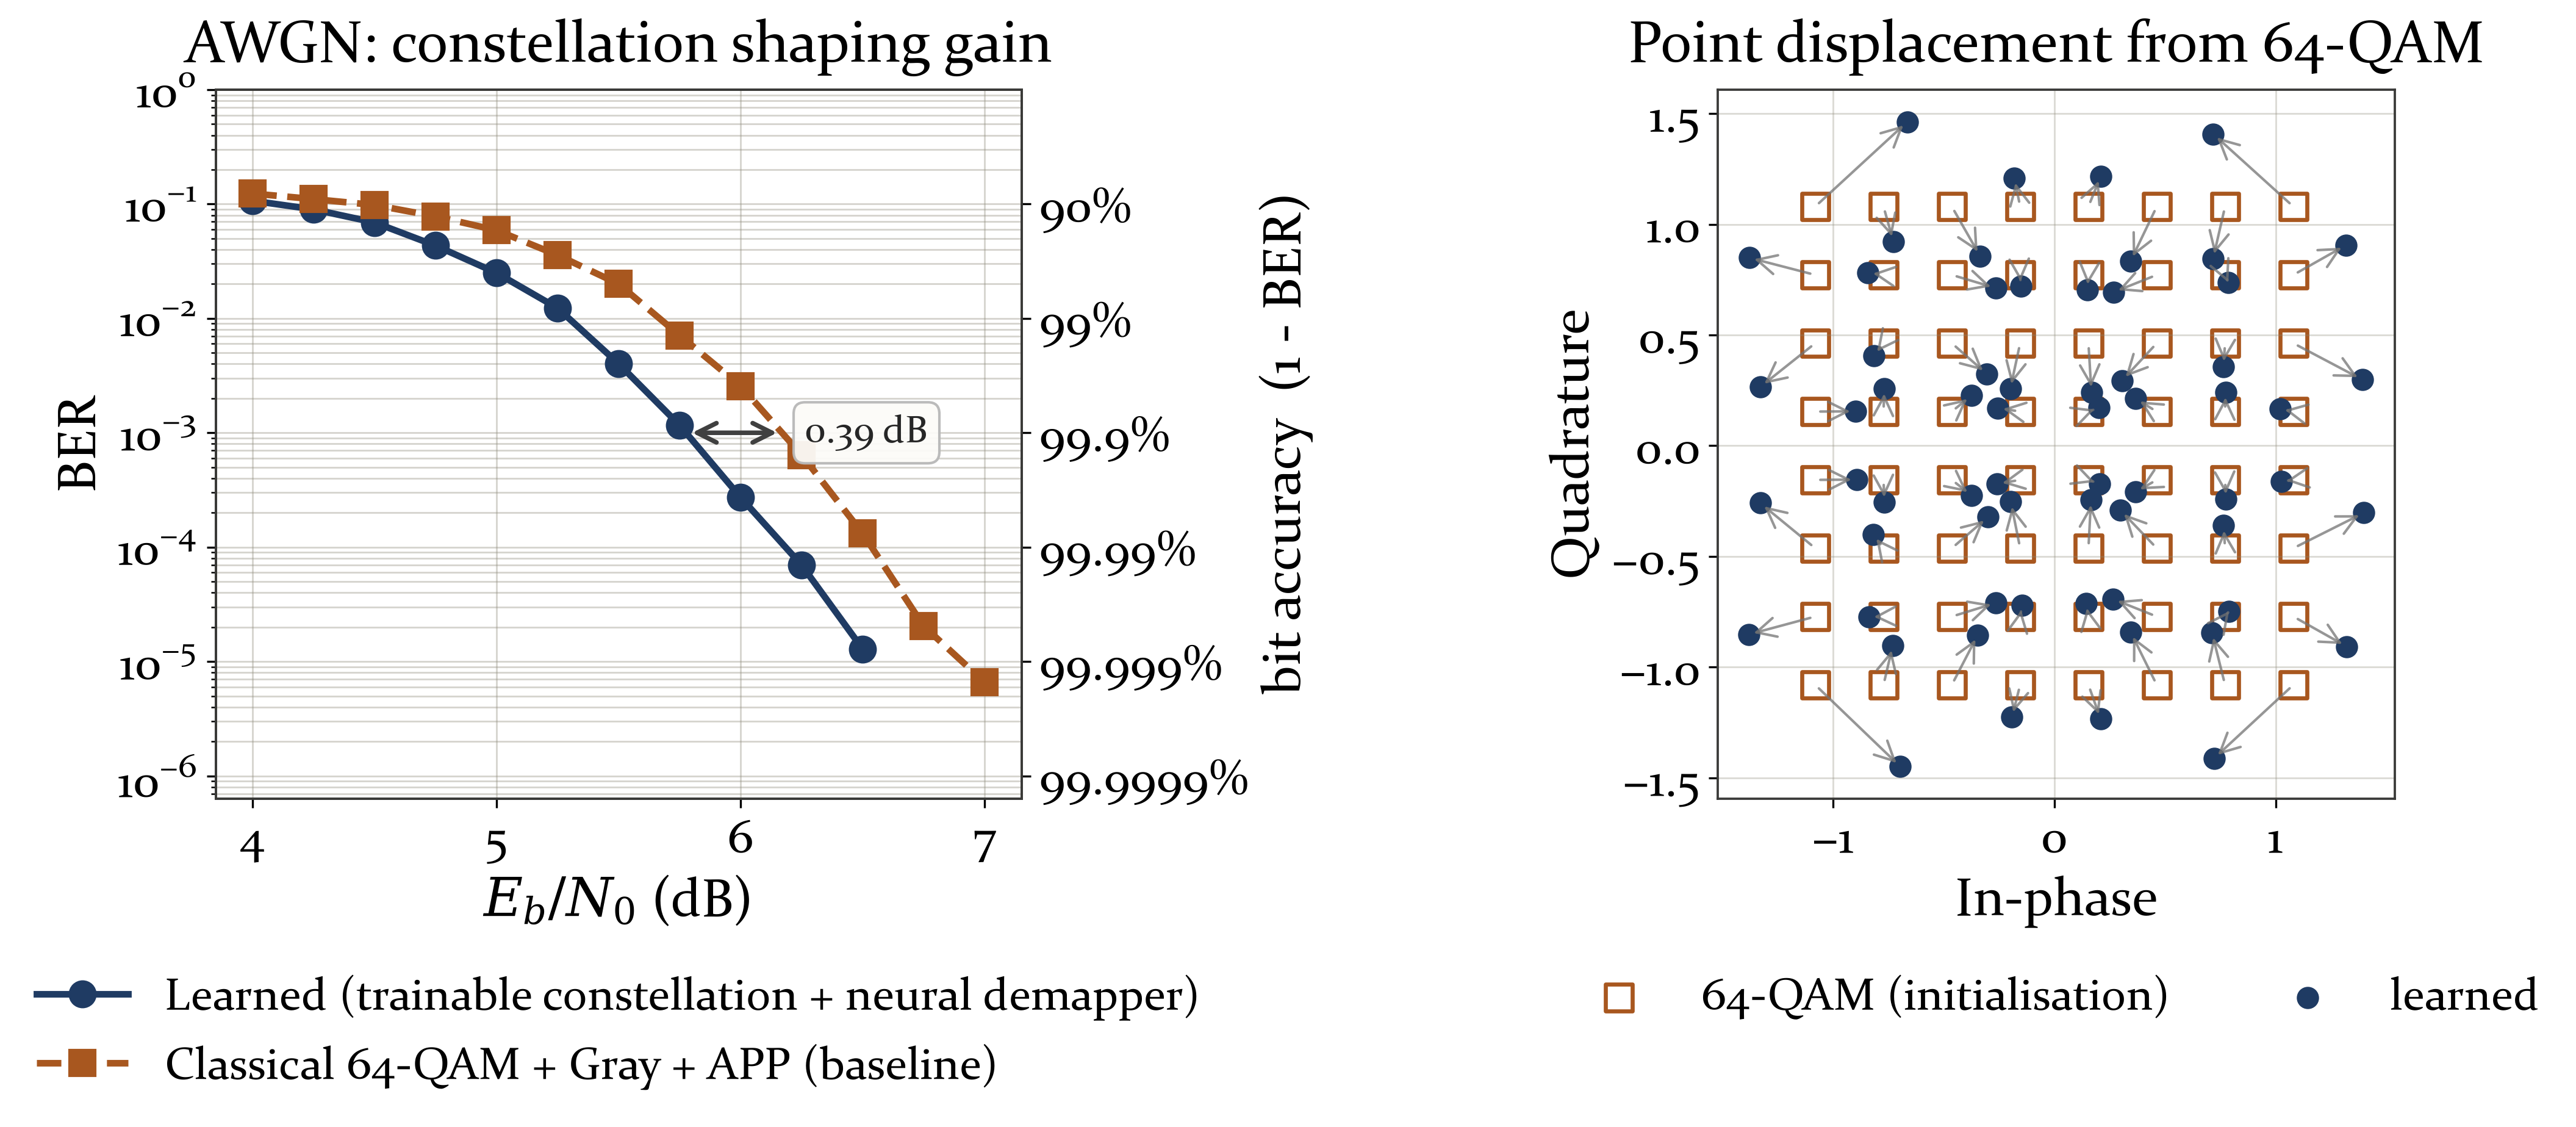 AWGN: constellation shaping gain
10⁰
10⁻¹
10⁻²
10⁻³
10⁻⁴
10⁻⁵
10⁻⁶
BER
90%
99%
99.9%
99.99%
99.999%
99.9999%
bit accuracy (1 - BER)
0.39 dB
4 5 6 7
E_b/N_0 (dB)
Learned (trainable constellation + neural demapper)
Classical 64-QAM + Gray + APP (baseline)
Point displacement from 64-QAM
1.5
1.0
0.5
0.0
−0.5
−1.0
−1.5
Quadrature
−1 0 1
In-phase
64-QAM (initialisation) learned